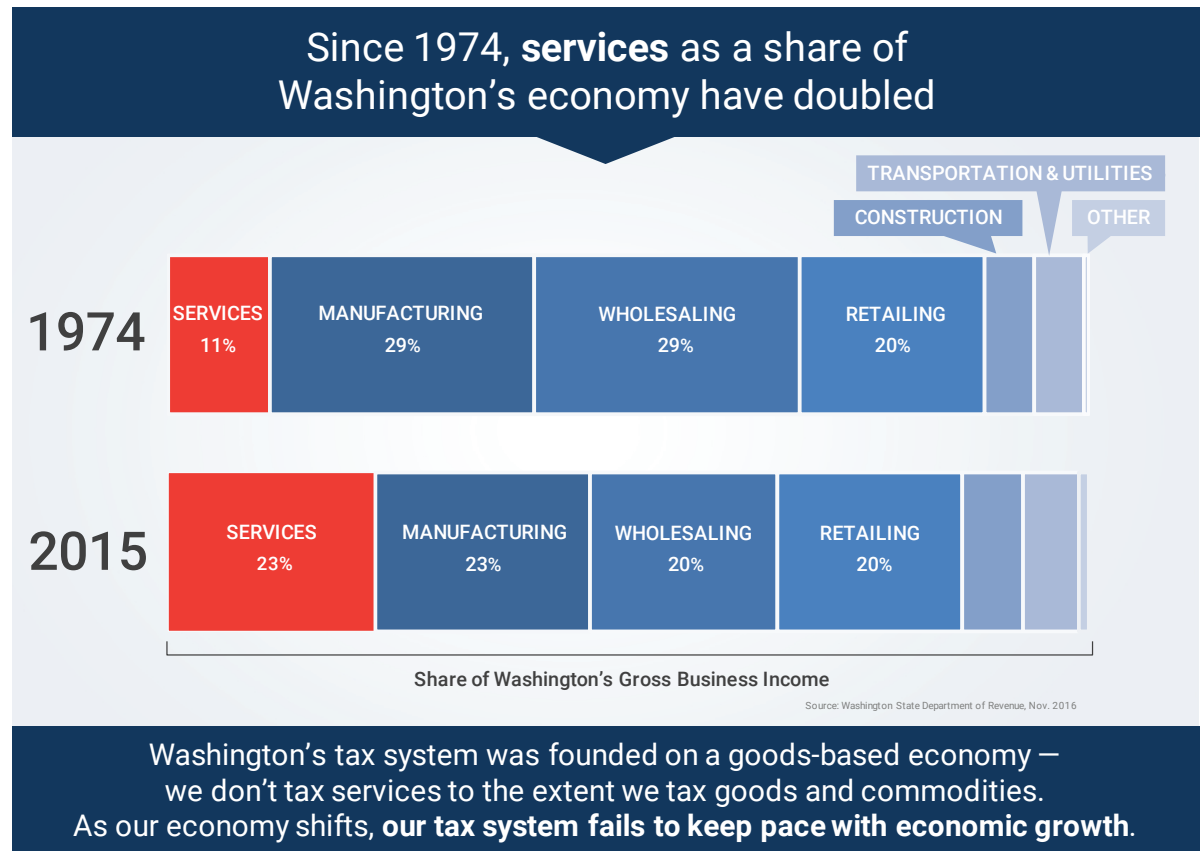 Since 1974, services as a share of
Washington’s economy have doubled
TRANSPORTATION & UTILITIES
CONSTRUCTION
OTHER
1974
SERVICES
11%
MANUFACTURING
29%
WHOLESALING
29%
RETAILING
20%
2015
SERVICES
23%
MANUFACTURING
23%
WHOLESALING
20%
RETAILING
20%
Share of Washington’s Gross Business Income
Source: Washington State Department of Revenue, Nov. 2016
Washington’s tax system was founded on a goods-based economy —
we don’t tax services to the extent we tax goods and commodities.
As our economy shifts, our tax system fails to keep pace with economic growth.